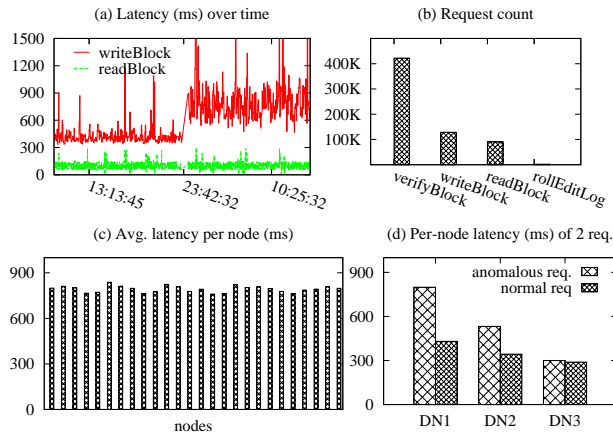 (a) Latency (ms) over time
1500
1200
900
600
300
0
writeBlock
readBlock
13:13:45
23:42:32
10:25:32
(b) Request count
400K
300K
200K
100K
verifyBlock
writeBlock
readBlock
rollEditLog
(c) Avg. latency per node (ms)
900
600
300
0
nodes
(d) Per-node latency (ms) of 2 req.
900
600
300
0
anomalous req.
normal req
DN1 DN2 DN3